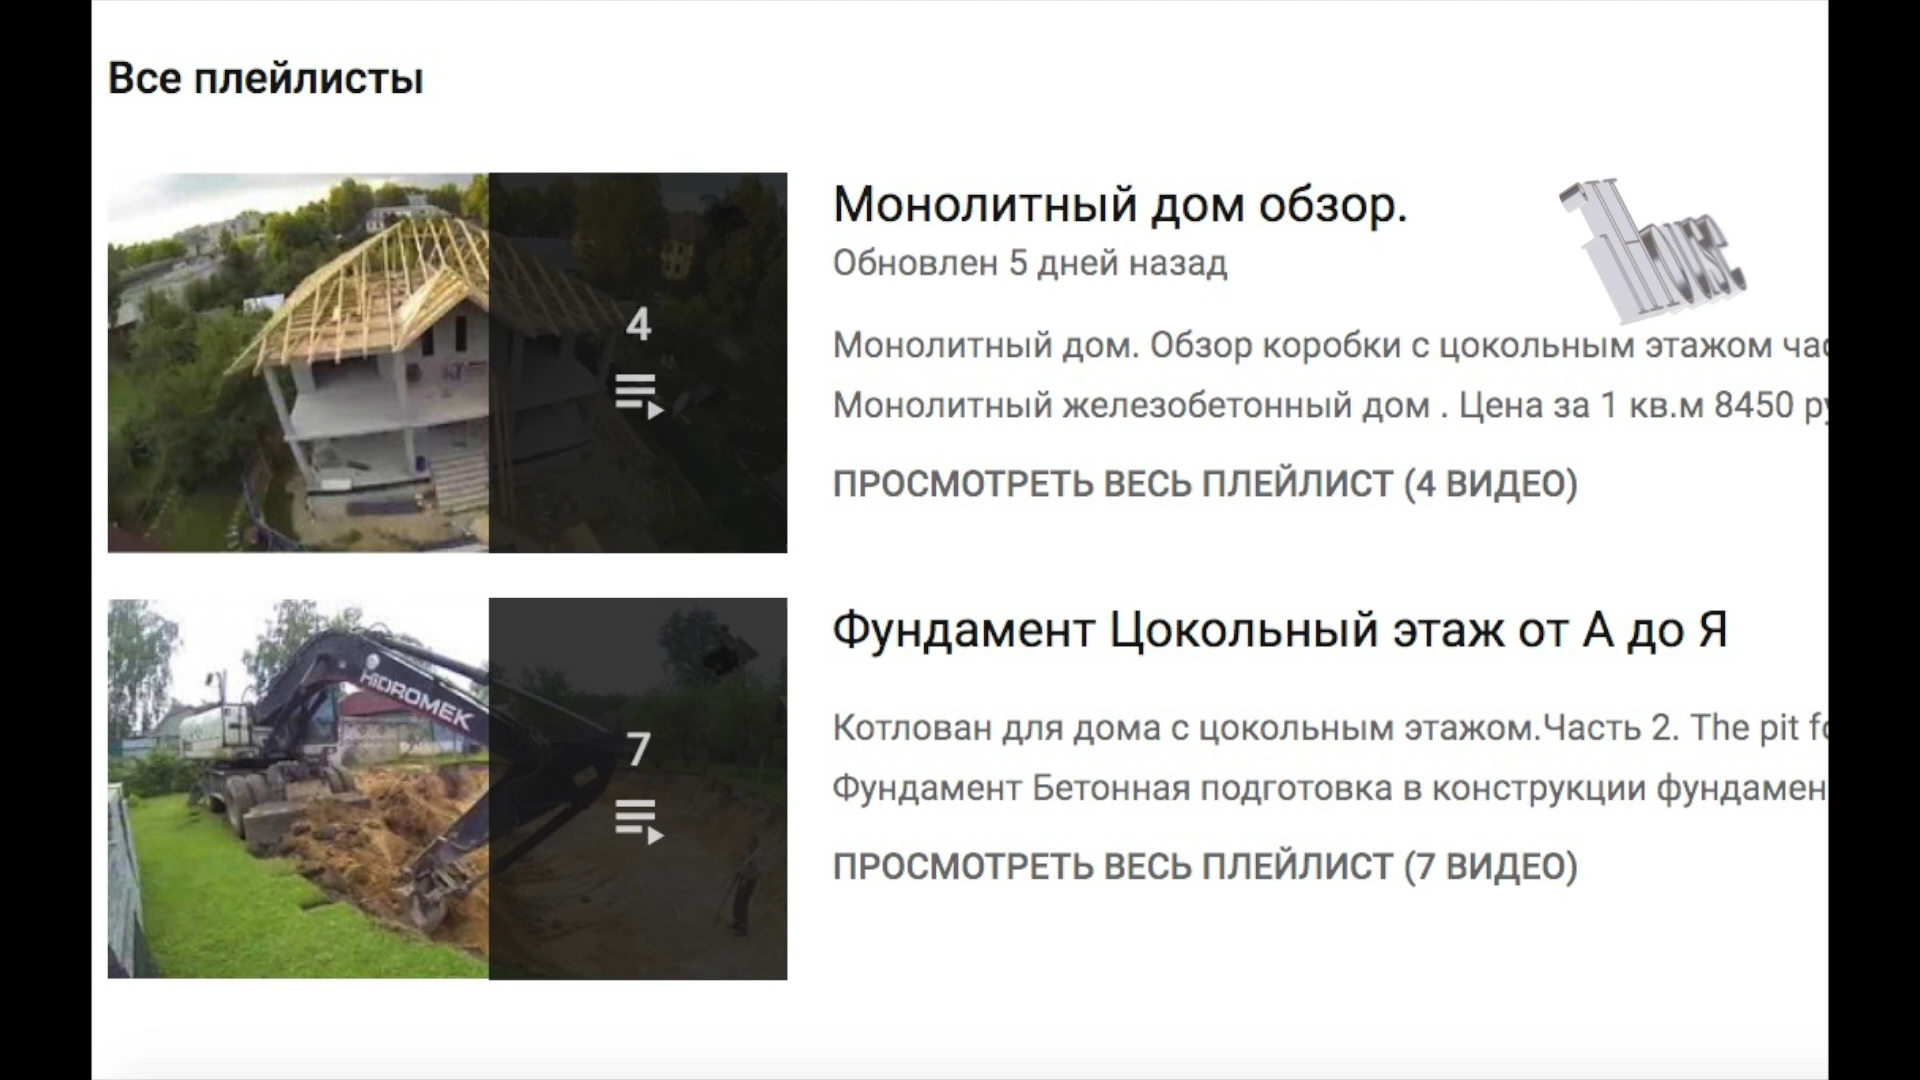 Все плейлисты
Монолитный дом обзор.
Обновлен 5 дней назад
House
4
Монолитный дом. Обзор коробки с цокольным этажом
Монолитный железобетонный дом . Цена за 1 кв.м 8450
ПРОСМОТРЕТЬ ВЕСЬ ПЛЕЙЛИСТ (4 ВИДЕО)
HIDROMEK
7
Фундамент Цокольный этаж от А до Я
Котлован для дома с цокольным этажом.Часть 2. The pit
Фундамент Бетонная подготовка в конструкции
ПРОСМОТРЕТЬ ВЕСЬ ПЛЕЙЛИСТ (7 ВИДЕО)